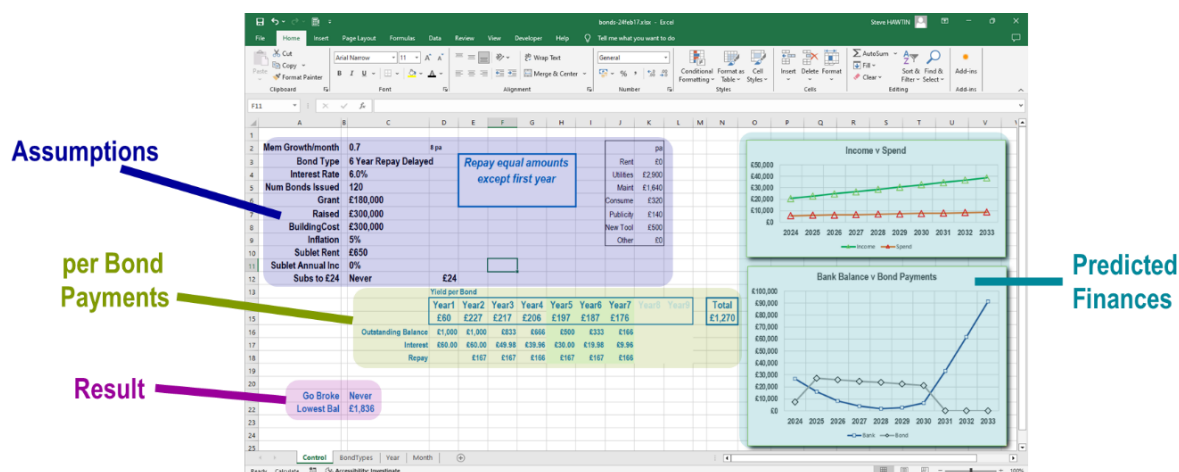 bonds-24feb17.xlsx - Excel
Steve HAWTIN
File Home Insert Page Layout Formulas Data Review View Developer Help Tell me what you want to do
Paste
Cut
Copy
Format Painter
Clipboard
Arial Narrow 11
B I U
Font
Wrap Text
Merge & Center
Alignment
General
Number
Conditional Formatting
Format as Table
Cell Styles
Styles
Insert Delete Format
Cells
AutoSum
Fill
Clear
Sort & Filter
Find & Select
Editing
Add-ins
Add-ins
F11
fx
A B C D E F G H I J K L M N O P Q R S T U V
Assumptions
per Bond
Payments
Result
Predicted
Finances
Mem Growth/month 0.7 8 pa
Bond Type 6 Year Repay Delayed
Interest Rate 6.0%
Num Bonds Issued 120
Grant £180,000
Raised £300,000
BuildingCost £300,000
Inflation 5%
Sublet Rent £650
Sublet Annual Inc 0%
Subs to £24 Never £24
Repay equal amounts
except first year
pa
Rent £0
Utilities £2,900
Maint £1,640
Consume £320
Publicity £140
New Tool £500
Other £0
Yield per Bond
Year1 Year2 Year3 Year4 Year5 Year6 Year7 Year8 Year9 Total
£60 £227 £217 £206 £197 £187 £176 £1,270
Outstanding Balance £1,000 £1,000 £833 £666 £500 £333 £166
Interest £60.00 £60.00 £49.98 £39.96 £30.00 £19.98 £9.96
Repay £167 £167 £166 £167 £167 £166
Go Broke Never
Lowest Bal £1,836
Income v Spend
£50,000
£40,000
£30,000
£20,000
£10,000
£0
2024 2025 2026 2027 2028 2029 2030 2031 2032 2033
Income Spend
Bank Balance v Bond Payments
£100,000
£90,000
£80,000
£70,000
£60,000
£50,000
£40,000
£30,000
£20,000
£10,000
£0
2024 2025 2026 2027 2028 2029 2030 2031 2032 2033
Bank Bond
Control BondTypes Year Month
Ready Calculate Accessibility: Investigate
100%